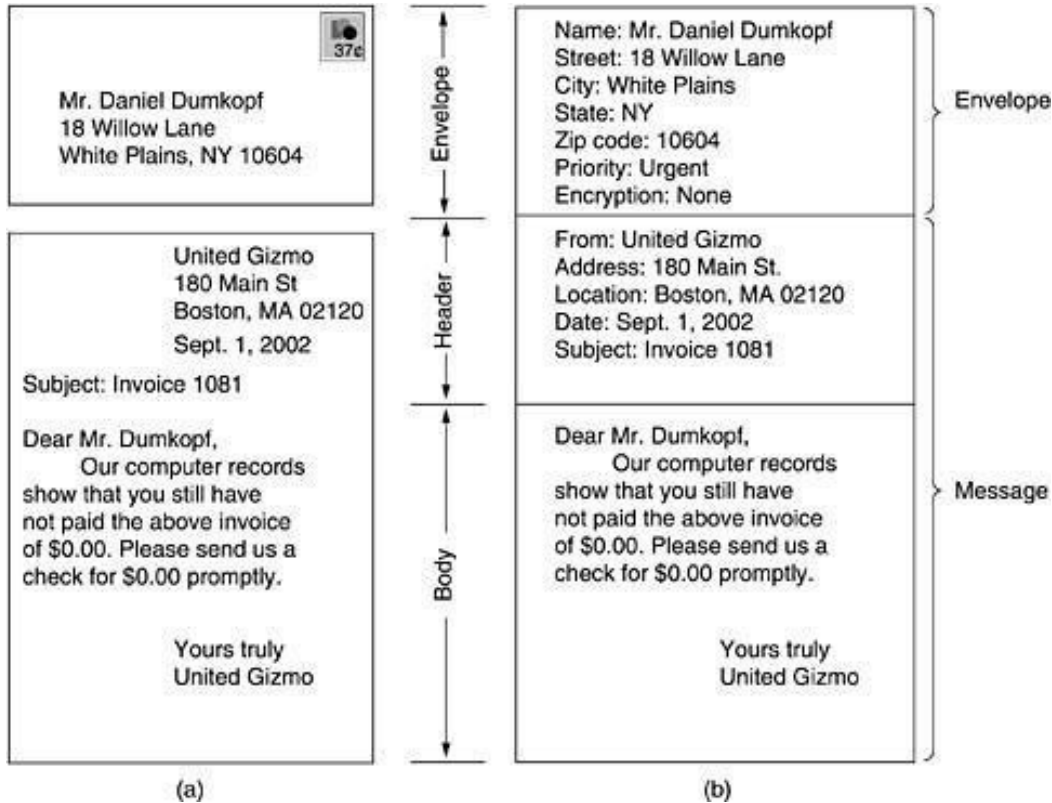 37¢
Mr. Daniel Dumkopf
18 Willow Lane
White Plains, NY 10604
United Gizmo
180 Main St
Boston, MA 02120
Sept. 1, 2002
Subject: Invoice 1081
Dear Mr. Dumkopf,
Our computer records
show that you still have
not paid the above invoice
of $0.00. Please send us a
check for $0.00 promptly.
Yours truly
United Gizmo
(a)
Envelope
Header
Body
Name: Mr. Daniel Dumkopf
Street: 18 Willow Lane
City: White Plains
State: NY
Zip code: 10604
Priority: Urgent
Encryption: None
From: United Gizmo
Address: 180 Main St.
Location: Boston, MA 02120
Date: Sept. 1, 2002
Subject: Invoice 1081
Dear Mr. Dumkopf,
Our computer records
show that you still have
not paid the above invoice
of $0.00. Please send us a
check for $0.00 promptly.
Yours truly
United Gizmo
(b)
Envelope
Message